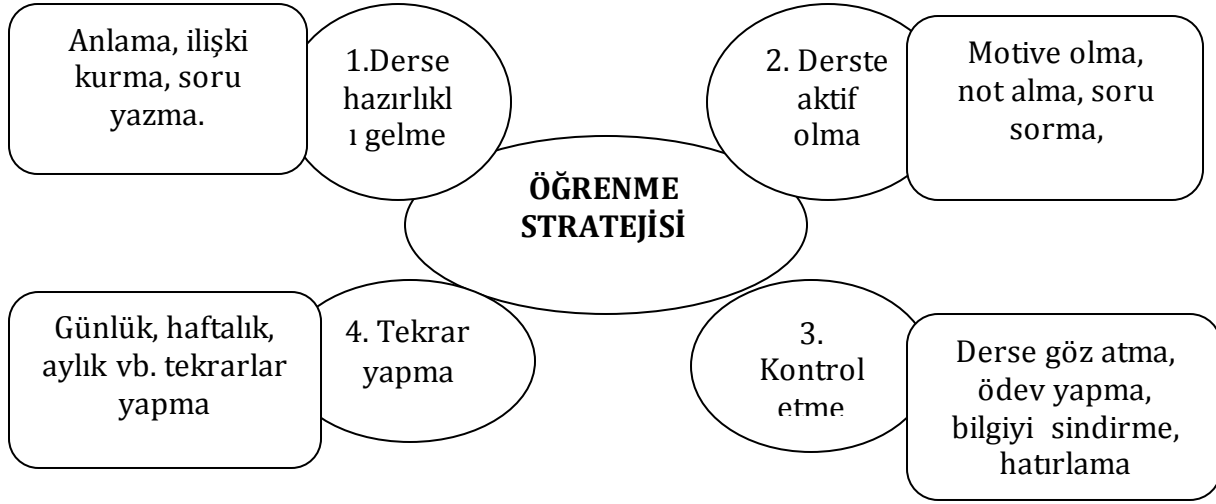 Anlama, ilişki
kurma, soru
yazma.
1.Derse
hazırlıkl
ı gelme
2. Derste
aktif
olma
Motive olma,
not alma, soru
sorma,
ÖĞRENME
STRATEJİSİ
Günlük, haftalık,
aylık vb. tekrarlar
yapma
4. Tekrar
yapma
3.
Kontrol
etme
Derse göz atma,
ödev yapma,
bilgiyi sindirme,
hatırlama